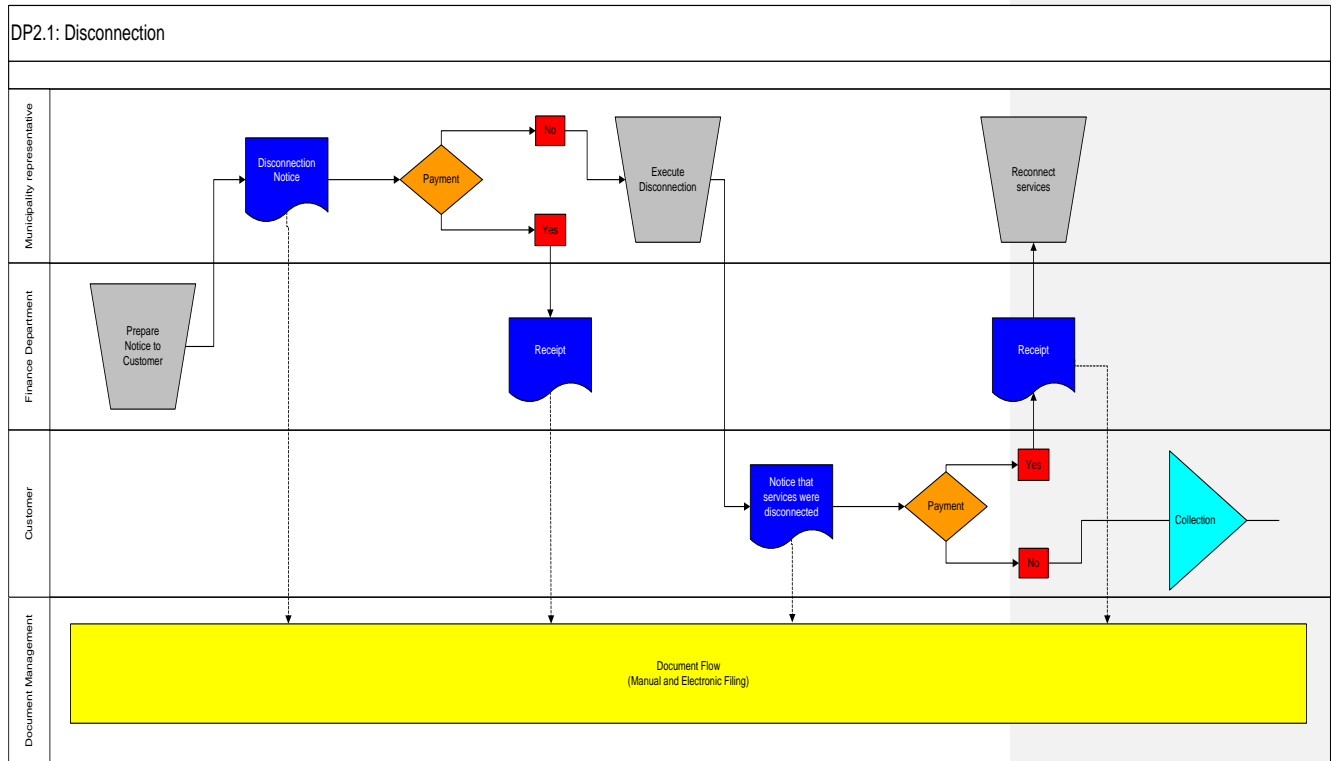 DP2.1: Disconnection
Municipality representative
Disconnection
Notice
Payment
No
Yes
Execute
Disconnection
Reconnect
services
Finance Department
Prepare
Notice to
Customer
Receipt
Receipt
Customer
Notice that
services were
disconnected
Payment
Yes
No
Collection
Document Management
Document Flow
(Manual and Electronic Filing)